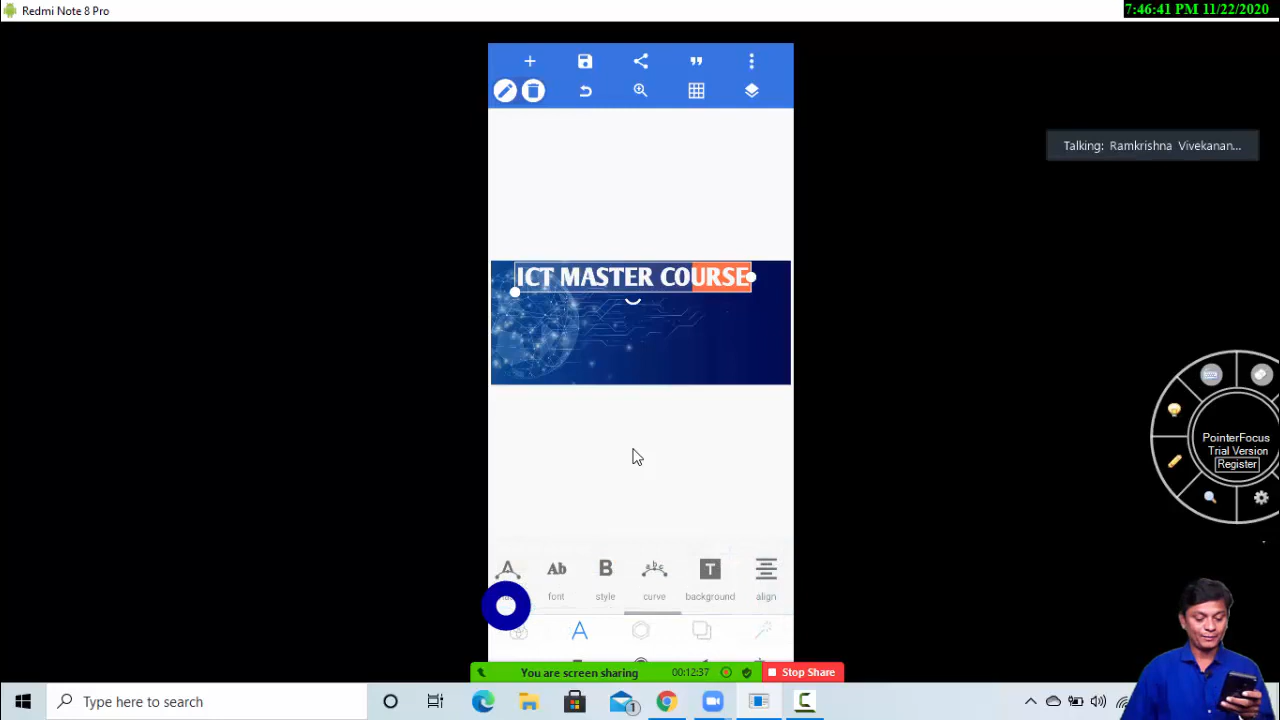 Redmi Note 8 Pro
7:46:41 PM 11/22/2020
Talking: Ramkrishna Vivekanan...
ICT MASTER COURSE
PointerFocus
Trial Version
Register
Ab
B
abc
T
font
style
curve
background
align
A
You are screen sharing
00:12:37
Stop Share
Type here to search
1